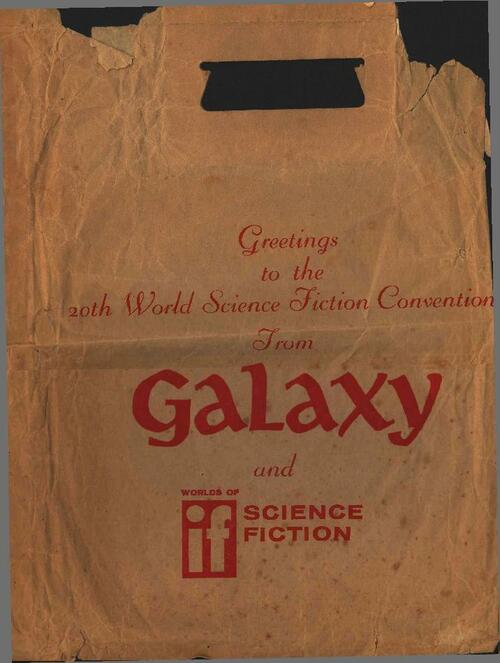 Greetings
to the
20th World Science Fiction Convention
From
Galaxy
and
WORLDS OF
if SCIENCE
FICTION